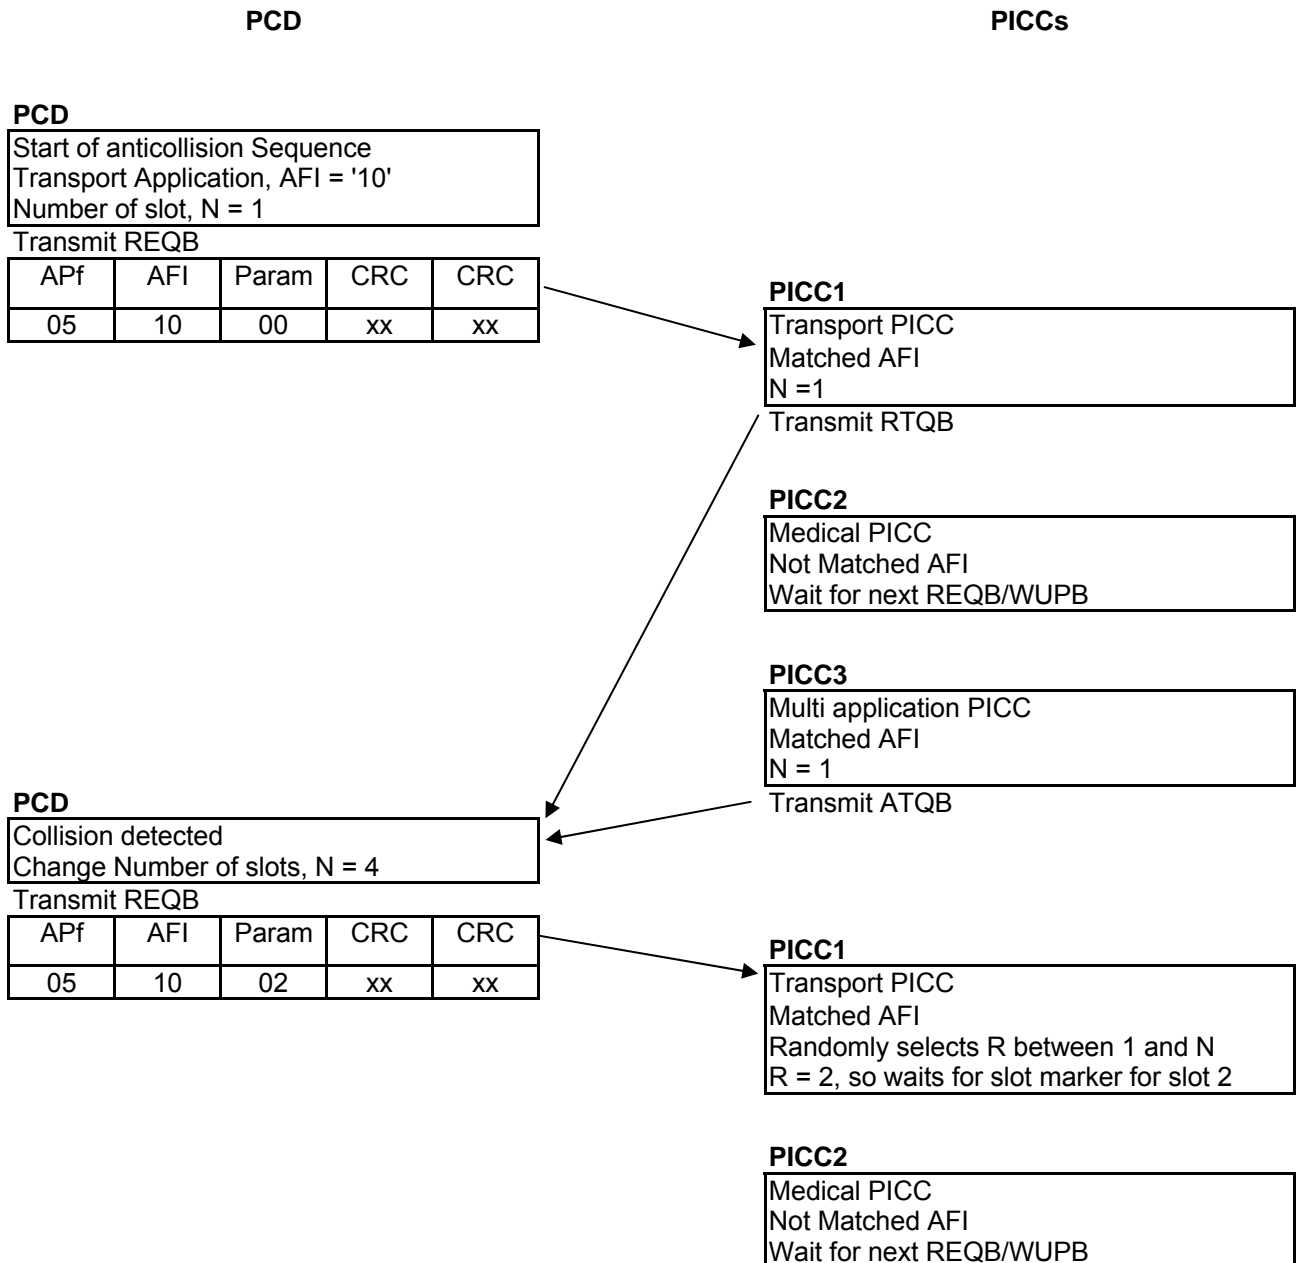 PCD PICCs
PCD
Start of anticollision Sequence
Transport Application, AFI = '10'
Number of slot, N = 1
Transmit REQB
APf AFI Param CRC CRC
05 10 00 xx xx
PICC1
Transport PICC
Matched AFI
N =1
Transmit RTQB
PICC2
Medical PICC
Not Matched AFI
Wait for next REQB/WUPB
PICC3
Multi application PICC
Matched AFI
N = 1
Transmit ATQB
PCD
Collision detected
Change Number of slots, N = 4
Transmit REQB
APf AFI Param CRC CRC
05 10 02 xx xx
PICC1
Transport PICC
Matched AFI
Randomly selects R between 1 and N
R = 2, so waits for slot marker for slot 2
PICC2
Medical PICC
Not Matched AFI
Wait for next REQB/WUPB